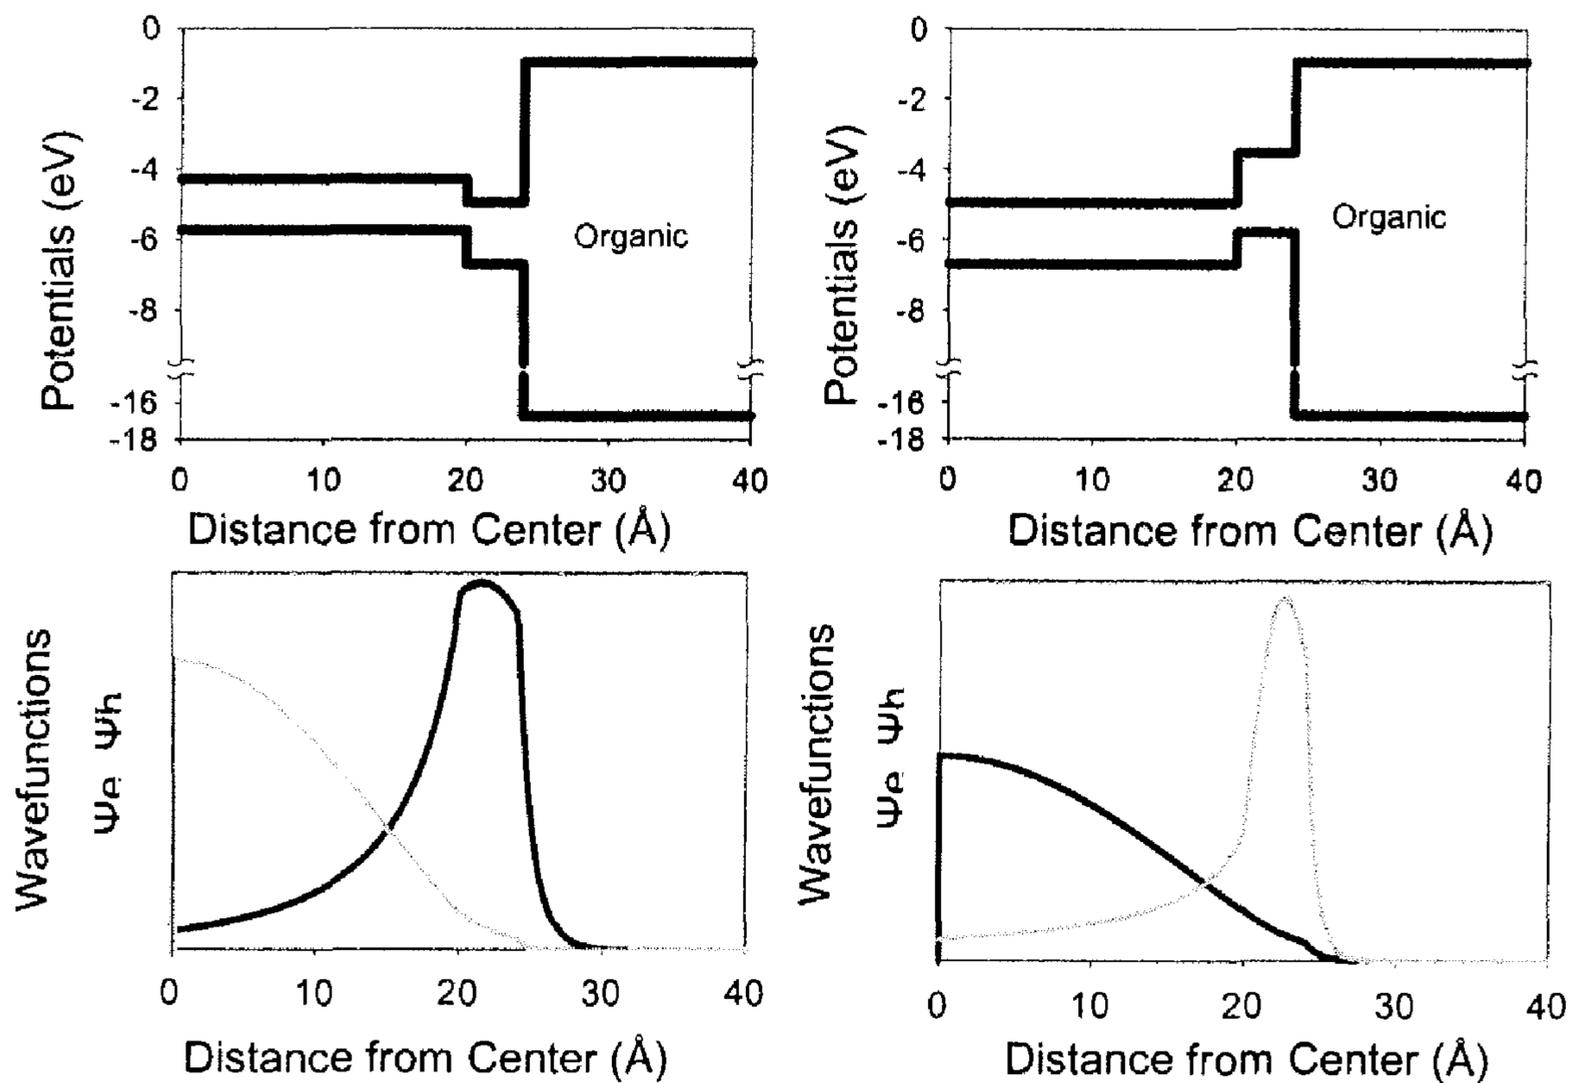 0
-2
-4
-6
-8
-16
-18
Potentials (eV)
Organic
0 10 20 30 40
Distance from Center (Å)
0
-2
-4
-6
-8
-16
-18
Potentials (eV)
Organic
0 10 20 30 40
Distance from Center (Å)
Wavefunctions
Ψe Ψh
0 10 20 30 40
Distance from Center (Å)
Wavefunctions
Ψe Ψh
0 10 20 30 40
Distance from Center (Å)